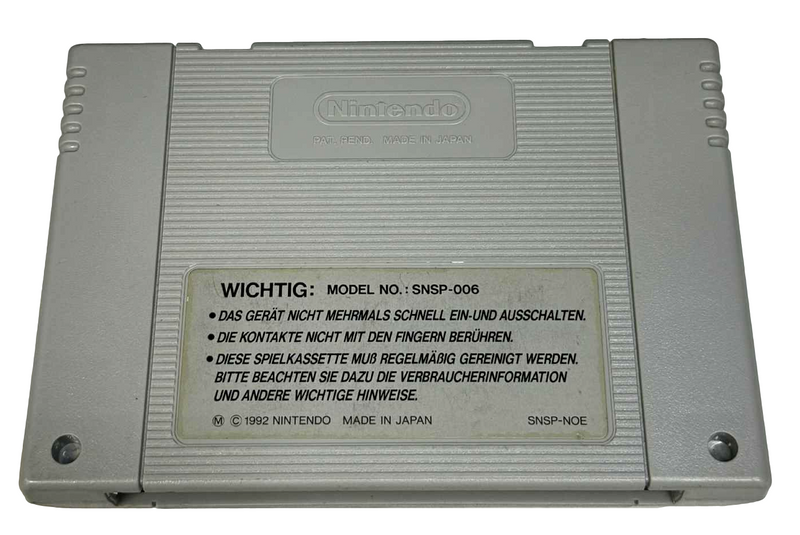 Nintendo
PAT. PEND. MADE IN JAPAN
WICHTIG: MODEL NO.: SNSP-006
• DAS GERÄT NICHT MEHRMALS SCHNELL EIN-UND AUSSCHALTEN.
• DIE KONTAKTE NICHT MIT DEN FINGERN BERÜHREN.
• DIESE SPIELKASSETTE MUß REGELMÄßIG GEREINIGT WERDEN.
BITTE BEACHTEN SIE DAZU DIE VERBRAUCHERINFORMATION
UND ANDERE WICHTIGE HINWEISE.
Ⓜ © 1992 NINTENDO MADE IN JAPAN SNSP-NOE